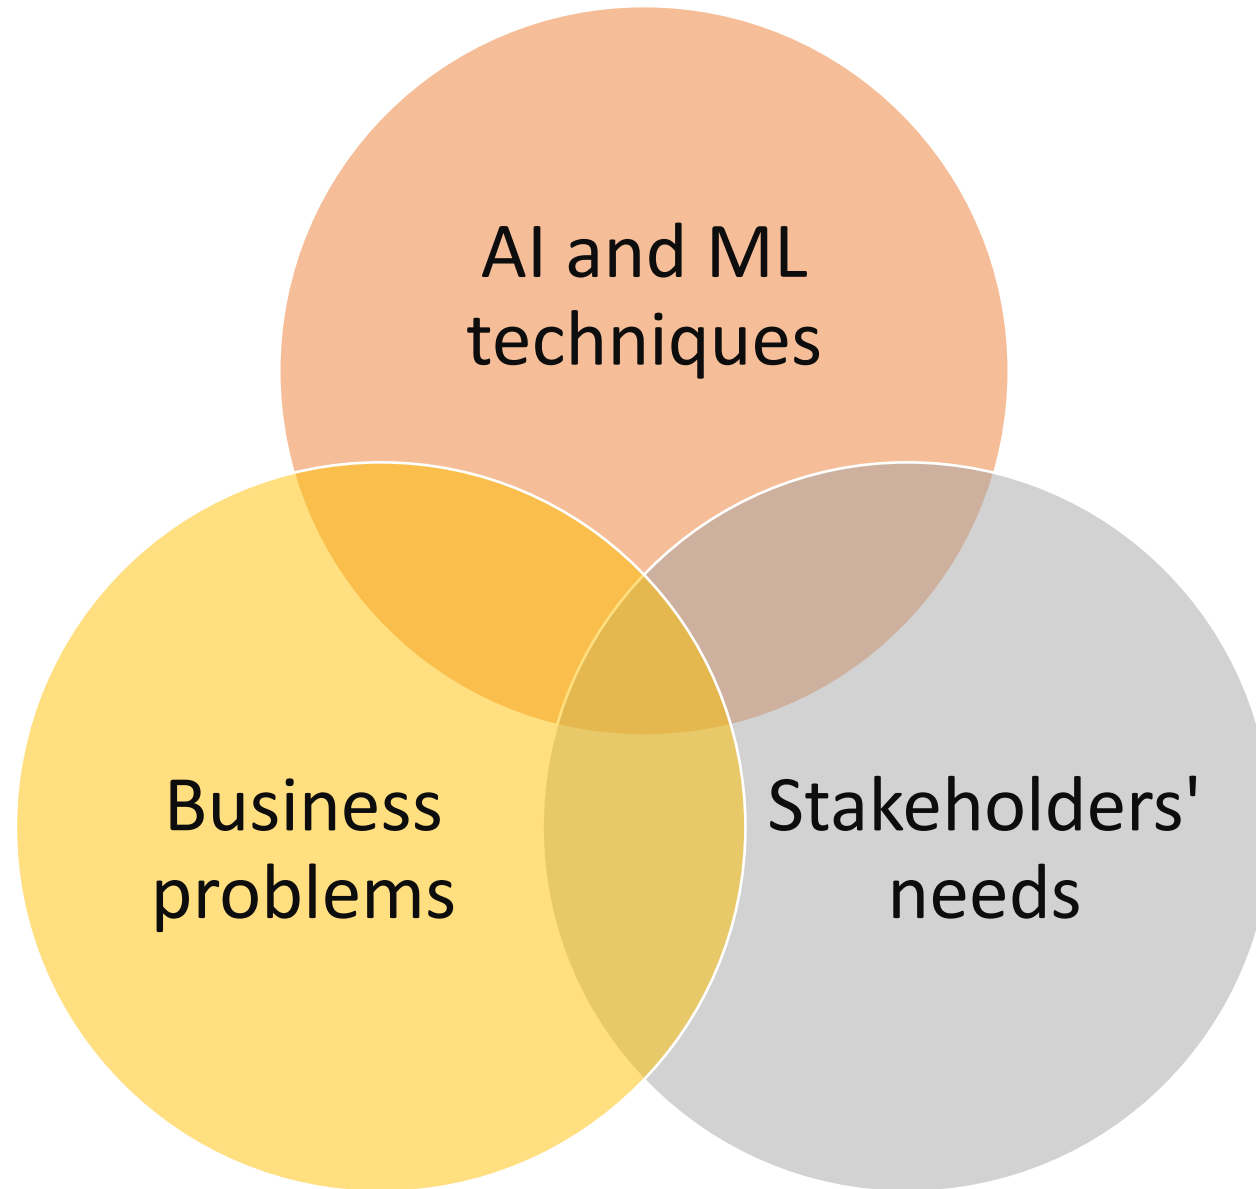 AI and ML
techniques
Business
problems
Stakeholders'
needs